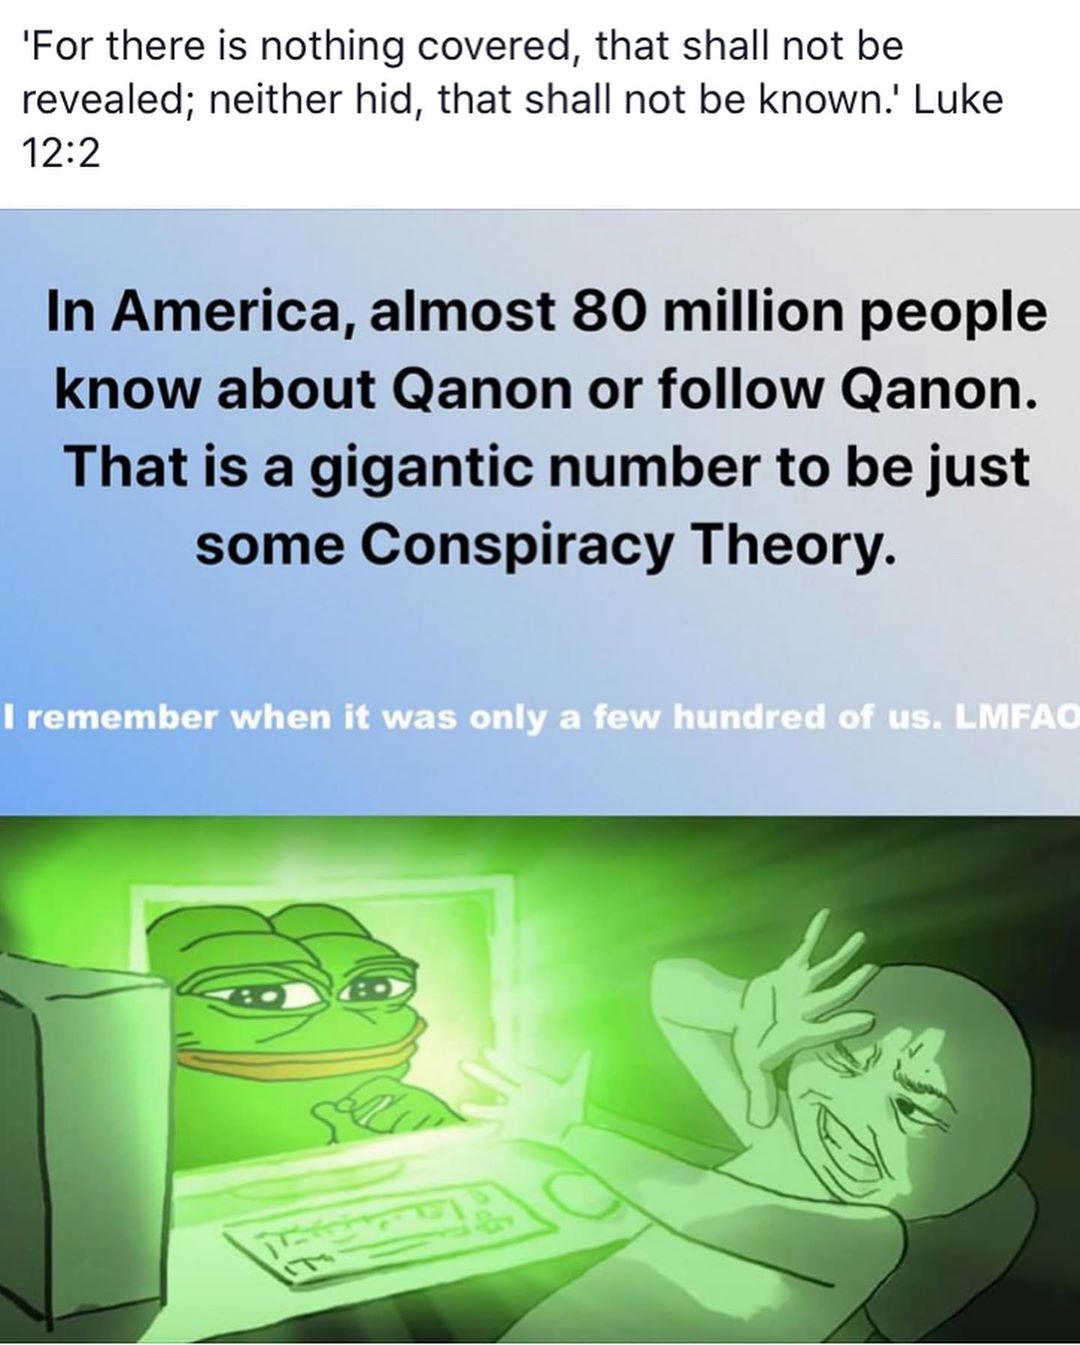 'For there is nothing covered, that shall not be
revealed; neither hid, that shall not be known.' Luke
12:2
In America, almost 80 million people
know about Qanon or follow Qanon.
That is a gigantic number to be just
some Conspiracy Theory.
I remember when it was only a few hundred of us. LMFAO